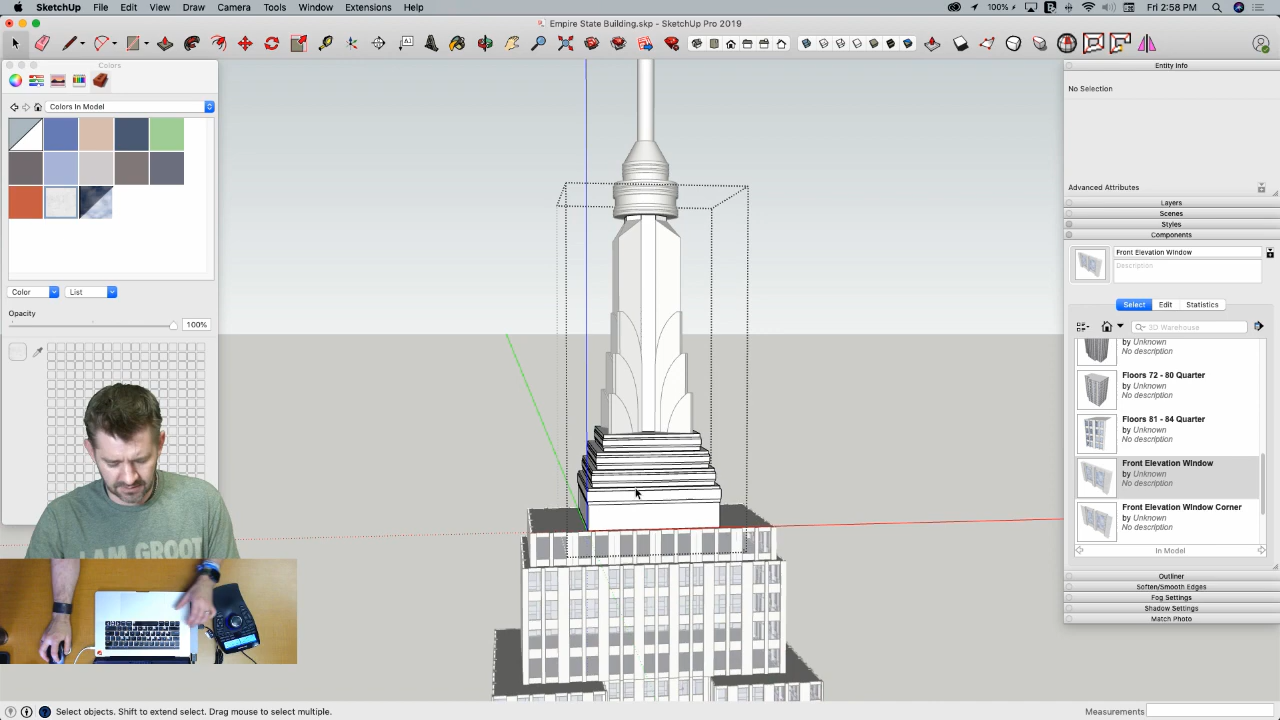 SketchUp File Edit View Draw Camera Tools Window Extensions Help
100% Fri 2:58 PM
Empire State Building.skp - SketchUp Pro 2019
Colors
Colors In Model
Color List
Opacity
100%
I AM GROOT
Entity Info
No Selection
Advanced Attributes
Layers
Scenes
Styles
Components
Front Elevation Window
Description
Select Edit Statistics
3D Warehouse
by Unknown
No description
Floors 72 - 80 Quarter
by Unknown
No description
Floors 81 - 84 Quarter
by Unknown
No description
Front Elevation Window
by Unknown
No description
Front Elevation Window Corner
by Unknown
No description
In Model
Outliner
Soften/Smooth Edges
Fog Settings
Shadow Settings
Match Photo
Select objects. Shift to extend select. Drag mouse to select multiple.
Measurements